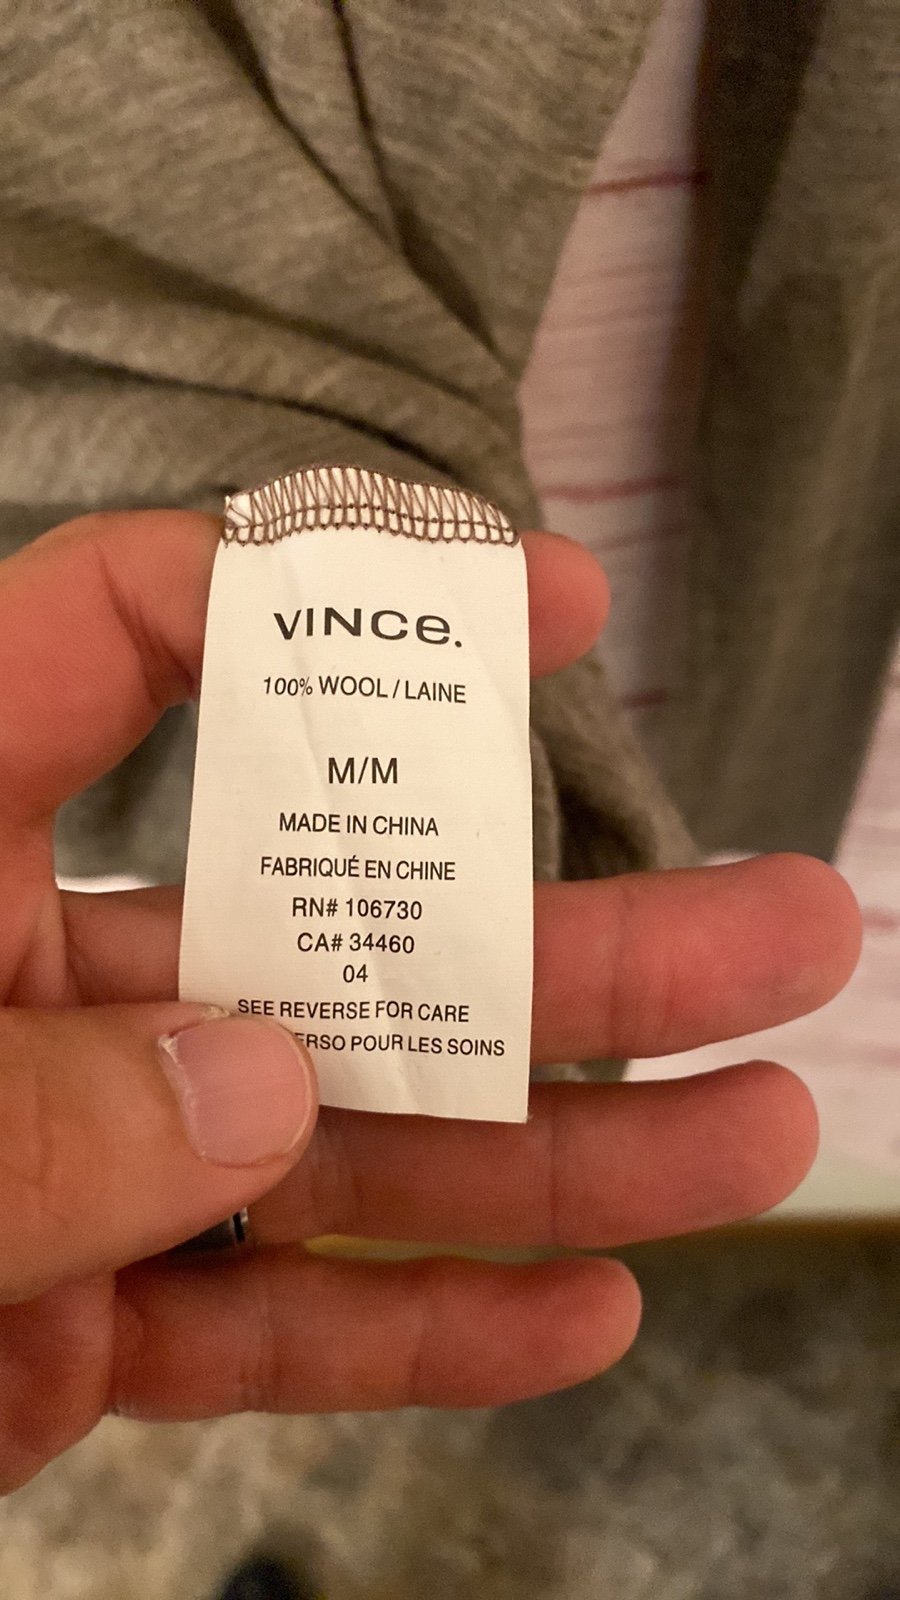 VINCE.
100% WOOL / LAINE
M/M
MADE IN CHINA
FABRIQUÉ EN CHINE
RN# 106730
CA# 34460
04
SEE REVERSE FOR CARE
POUR LES SOINS